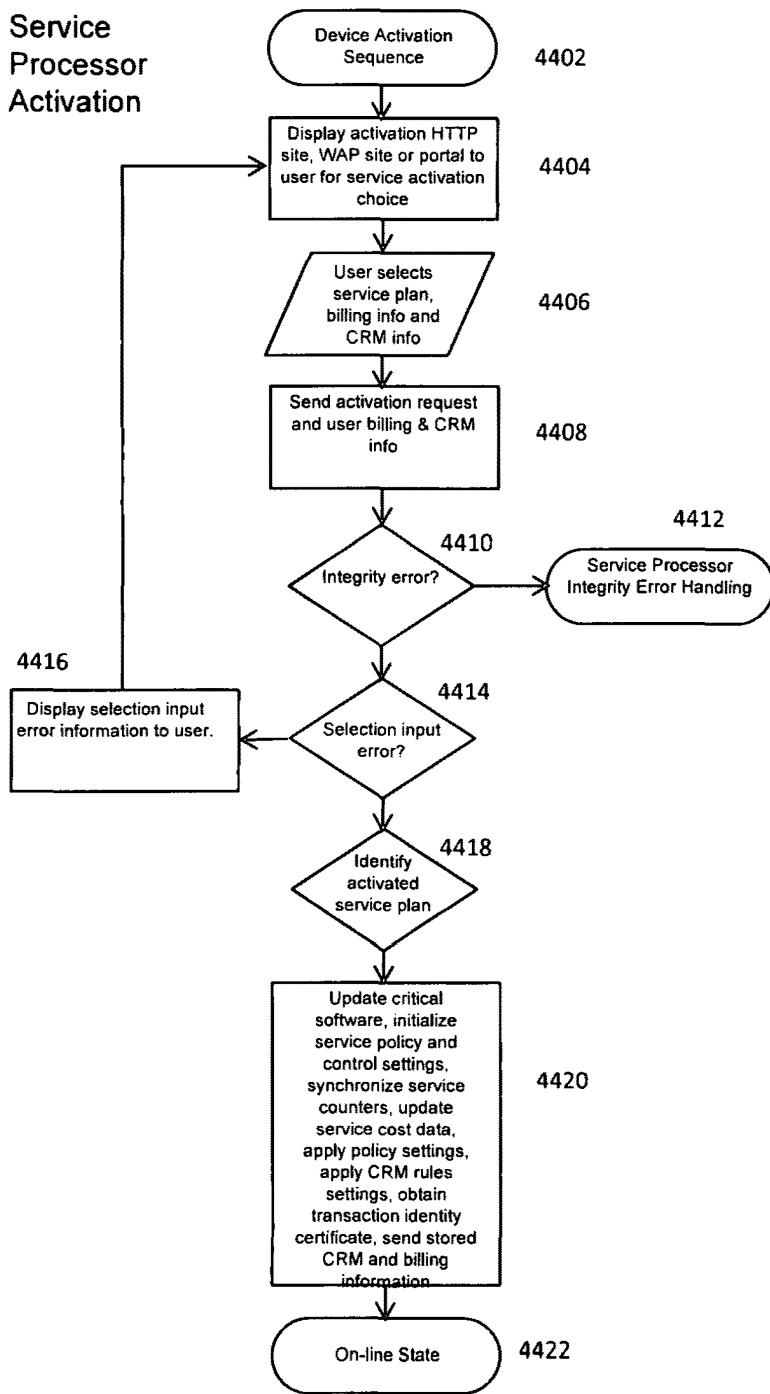 Service
Processor
Activation
Device Activation
Sequence
4402
Display activation HTTP
site, WAP site or portal to
user for service activation
choice
4404
User selects
service plan,
billing info and
CRM info
4406
Send activation request
and user billing & CRM
info
4408
Integrity error?
4410
4412
Service Processor
Integrity Error Handling
4416
Display selection input
error information to user.
4414
Selection input
error?
4418
Identify
activated
service plan
Update critical
software, initialize
service policy and
control settings,
synchronize service
counters, update
service cost data,
apply policy settings,
apply CRM rules
settings, obtain
transaction identity
certificate, send stored
CRM and billing
information
4420
On-line State
4422